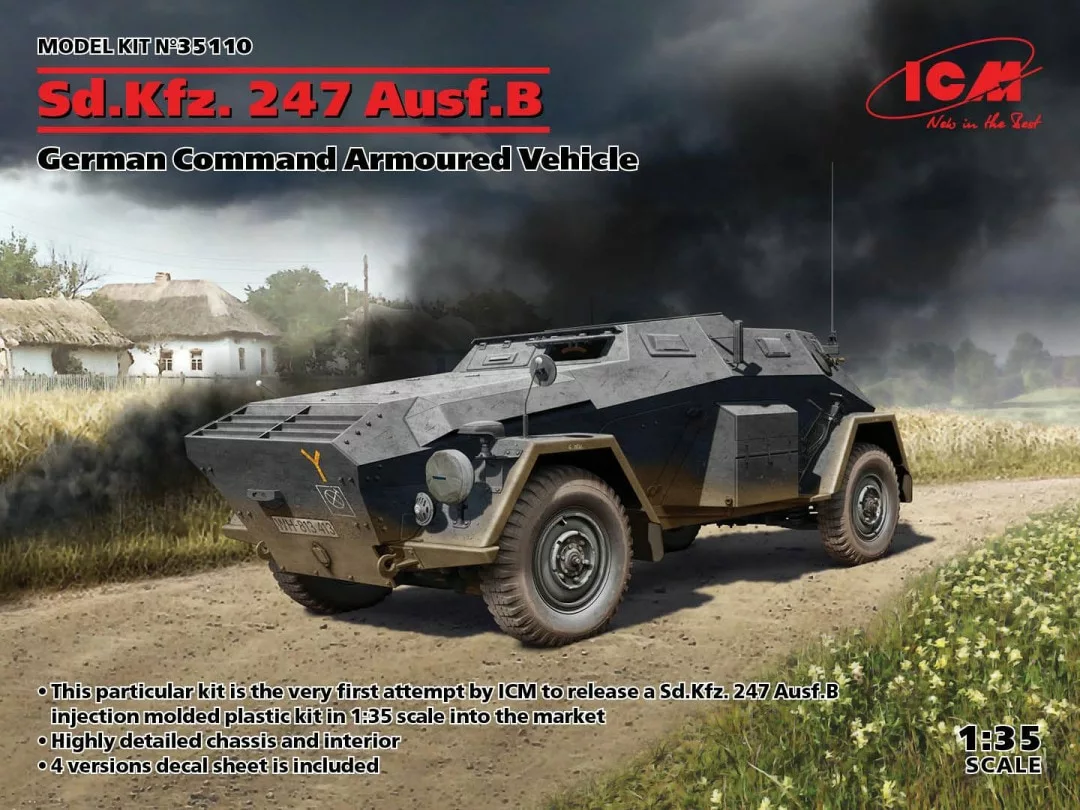 MODEL KIT №35110
Sd.Kfz. 247 Ausf.B
German Command Armoured Vehicle
ICM
New in the Best
WH-813 413
• This particular kit is the very first attempt by ICM to release a Sd.Kfz. 247 Ausf.B
injection molded plastic kit in 1:35 scale into the market
• Highly detailed chassis and interior
• 4 versions decal sheet is included
1:35
SCALE